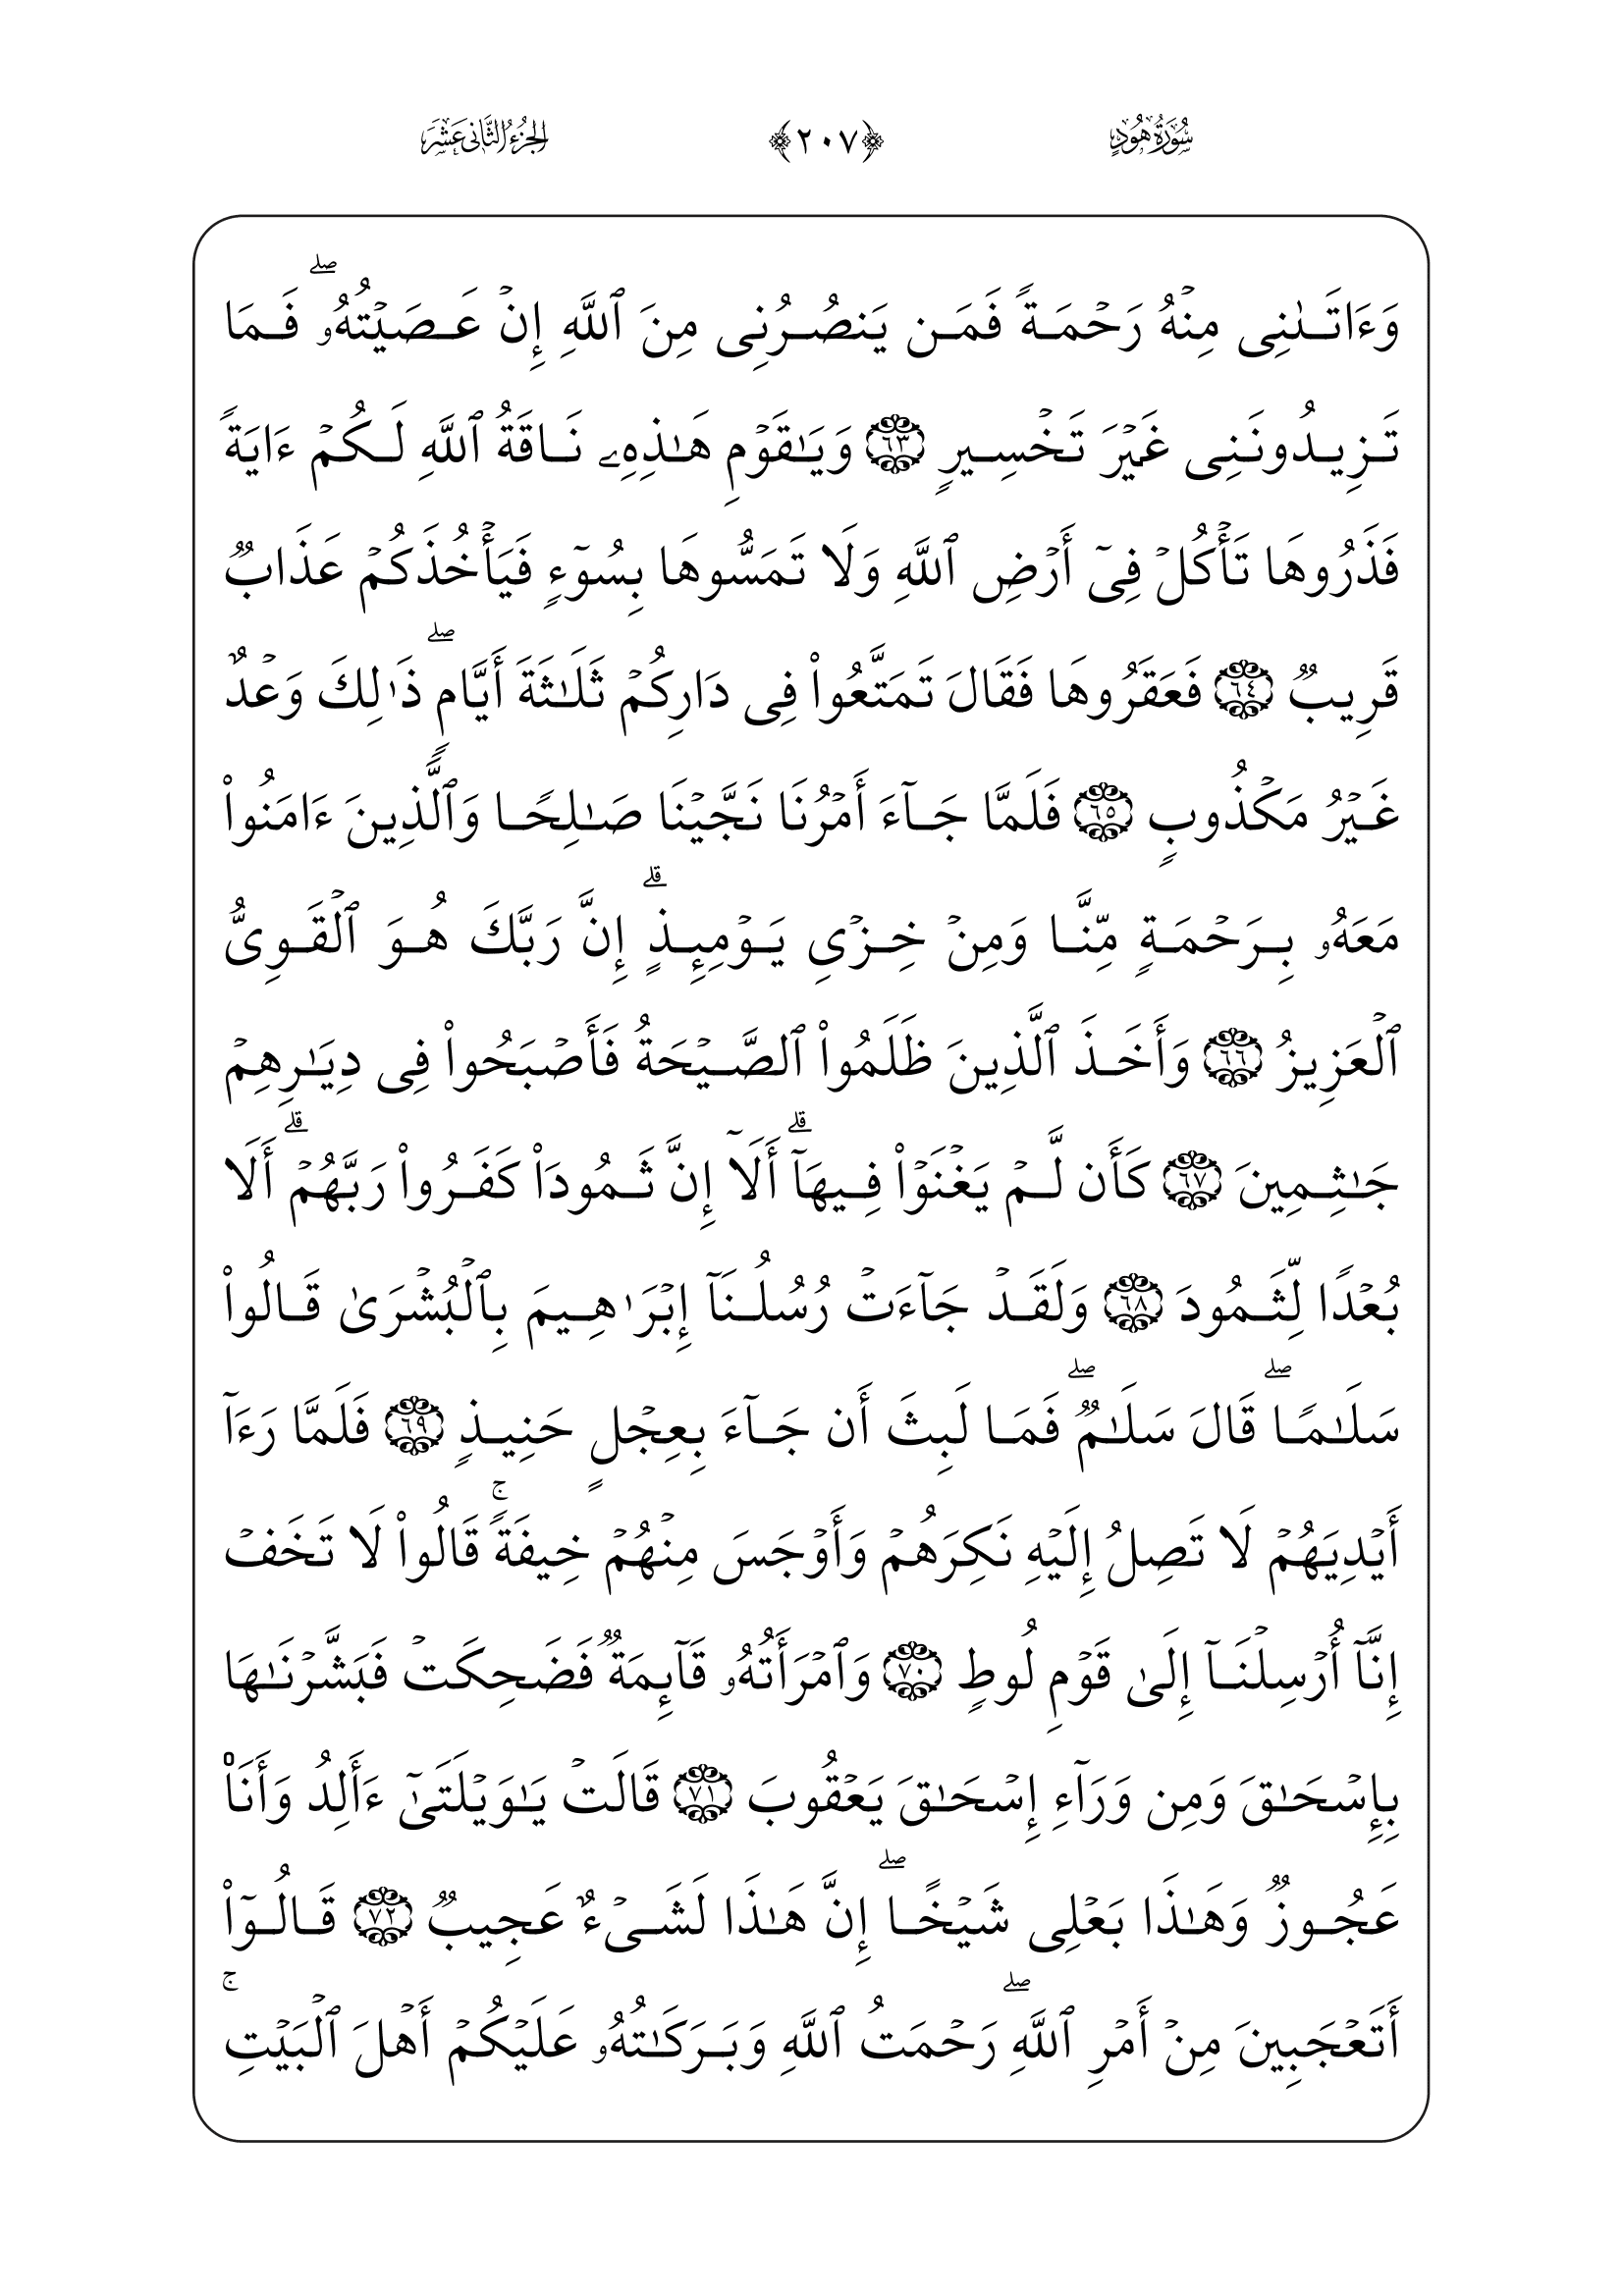 سُورَةُ هُودٍ ﴿٢٠٧﴾ الجُزْءُ الثَّانِي عَشَرَ
وَءَاتَىٰنِى مِنْهُ رَحْمَةً فَمَن يَنصُرُنِى مِنَ ٱللَّهِ إِنْ عَصَيْتُهُۥ ۖ فَمَا
تَزِيدُونَنِى غَيْرَ تَخْسِيرٍ ٦٣ وَيَـٰقَوْمِ هَـٰذِهِۦ نَاقَةُ ٱللَّهِ لَكُمْ ءَايَةً
فَذَرُوهَا تَأْكُلْ فِىٓ أَرْضِ ٱللَّهِ وَلَا تَمَسُّوهَا بِسُوٓءٍ فَيَأْخُذَكُمْ عَذَابٌ
قَرِيبٌ ٦٤ فَعَقَرُوهَا فَقَالَ تَمَتَّعُوا۟ فِى دَارِكُمْ ثَلَـٰثَةَ أَيَّامٍ ۖ ذَٰلِكَ وَعْدٌ
غَيْرُ مَكْذُوبٍ ٦٥ فَلَمَّا جَآءَ أَمْرُنَا نَجَّيْنَا صَـٰلِحًا وَٱلَّذِينَ ءَامَنُوا۟
مَعَهُۥ بِرَحْمَةٍ مِّنَّا وَمِنْ خِزْىِ يَوْمِئِذٍ ۗ إِنَّ رَبَّكَ هُوَ ٱلْقَوِىُّ
ٱلْعَزِيزُ ٦٦ وَأَخَذَ ٱلَّذِينَ ظَلَمُوا۟ ٱلصَّيْحَةُ فَأَصْبَحُوا۟ فِى دِيَـٰرِهِمْ
جَـٰثِمِينَ ٦٧ كَأَن لَّمْ يَغْنَوْا۟ فِيهَآ ۗ أَلَآ إِنَّ ثَمُودَا۟ كَفَرُوا۟ رَبَّهُمْ ۗ أَلَا
بُعْدًا لِّثَمُودَ ٦٨ وَلَقَدْ جَآءَتْ رُسُلُنَآ إِبْرَٰهِيمَ بِٱلْبُشْرَىٰ قَالُوا۟
سَلَـٰمًا ۖ قَالَ سَلَـٰمٌ ۖ فَمَا لَبِثَ أَن جَآءَ بِعِجْلٍ حَنِيذٍ ٦٩ فَلَمَّا رَءَآ
أَيْدِيَهُمْ لَا تَصِلُ إِلَيْهِ نَكِرَهُمْ وَأَوْجَسَ مِنْهُمْ خِيفَةً ۚ قَالُوا۟ لَا تَخَفْ
إِنَّآ أُرْسِلْنَآ إِلَىٰ قَوْمِ لُوطٍ ٧٠ وَٱمْرَأَتُهُۥ قَآئِمَةٌ فَضَحِكَتْ فَبَشَّرْنَـٰهَا
بِإِسْحَـٰقَ وَمِن وَرَآءِ إِسْحَـٰقَ يَعْقُوبَ ٧١ قَالَتْ يَـٰوَيْلَتَىٰٓ ءَأَلِدُ وَأَنَا۠
عَجُوزٌ وَهَـٰذَا بَعْلِى شَيْخًا ۖ إِنَّ هَـٰذَا لَشَىْءٌ عَجِيبٌ ٧٢ قَالُوٓا۟
أَتَعْجَبِينَ مِنْ أَمْرِ ٱللَّهِ ۖ رَحْمَتُ ٱللَّهِ وَبَرَكَـٰتُهُۥ عَلَيْكُمْ أَهْلَ ٱلْبَيْتِ ۚ